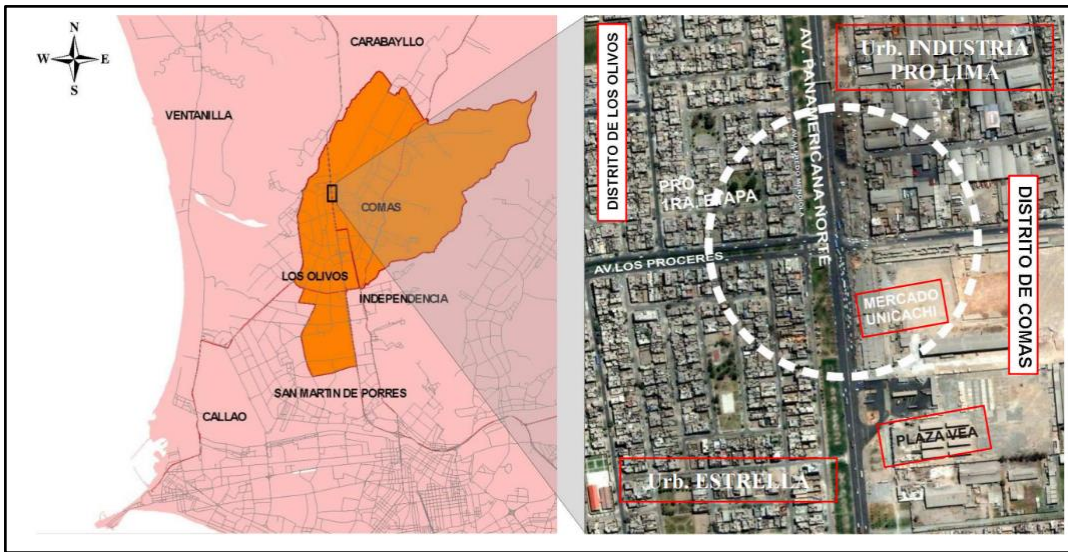 N
W E
S
CARABAYLLO
VENTANILLA
COMAS
LOS OLIVOS
INDEPENDENCIA
SAN MARTIN DE PORRES
CALLAO
DISTRITO DE LOS OLIVOS
AV. PANAMERICANA NORTE
Urb. INDUSTRIA
PRO LIMA
PRO
1RA. ETAPA
AV.LOS PROCERES
MERCADO
UNICACHI
DISTRITO DE COMAS
PLAZA VEA
Urb. ESTRELLA